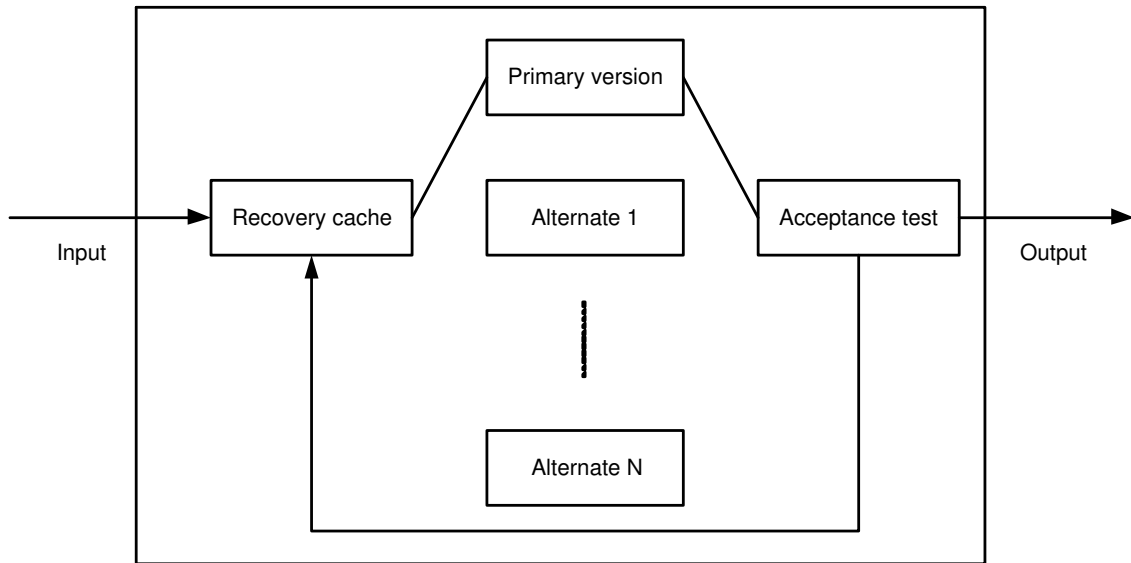 Primary version
Recovery cache
Alternate 1
Acceptance test
Input
Output
Alternate N